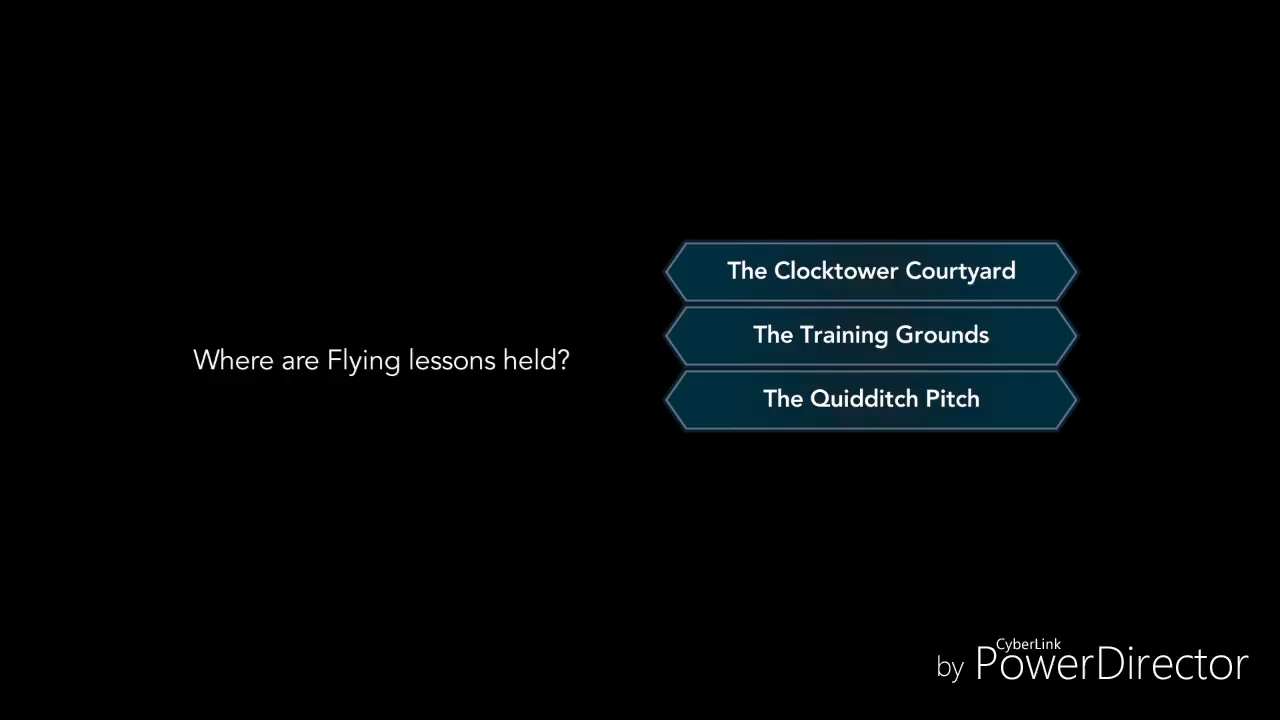 Where are Flying lessons held?
The Clocktower Courtyard
The Training Grounds
The Quidditch Pitch
CyberLink
by PowerDirector